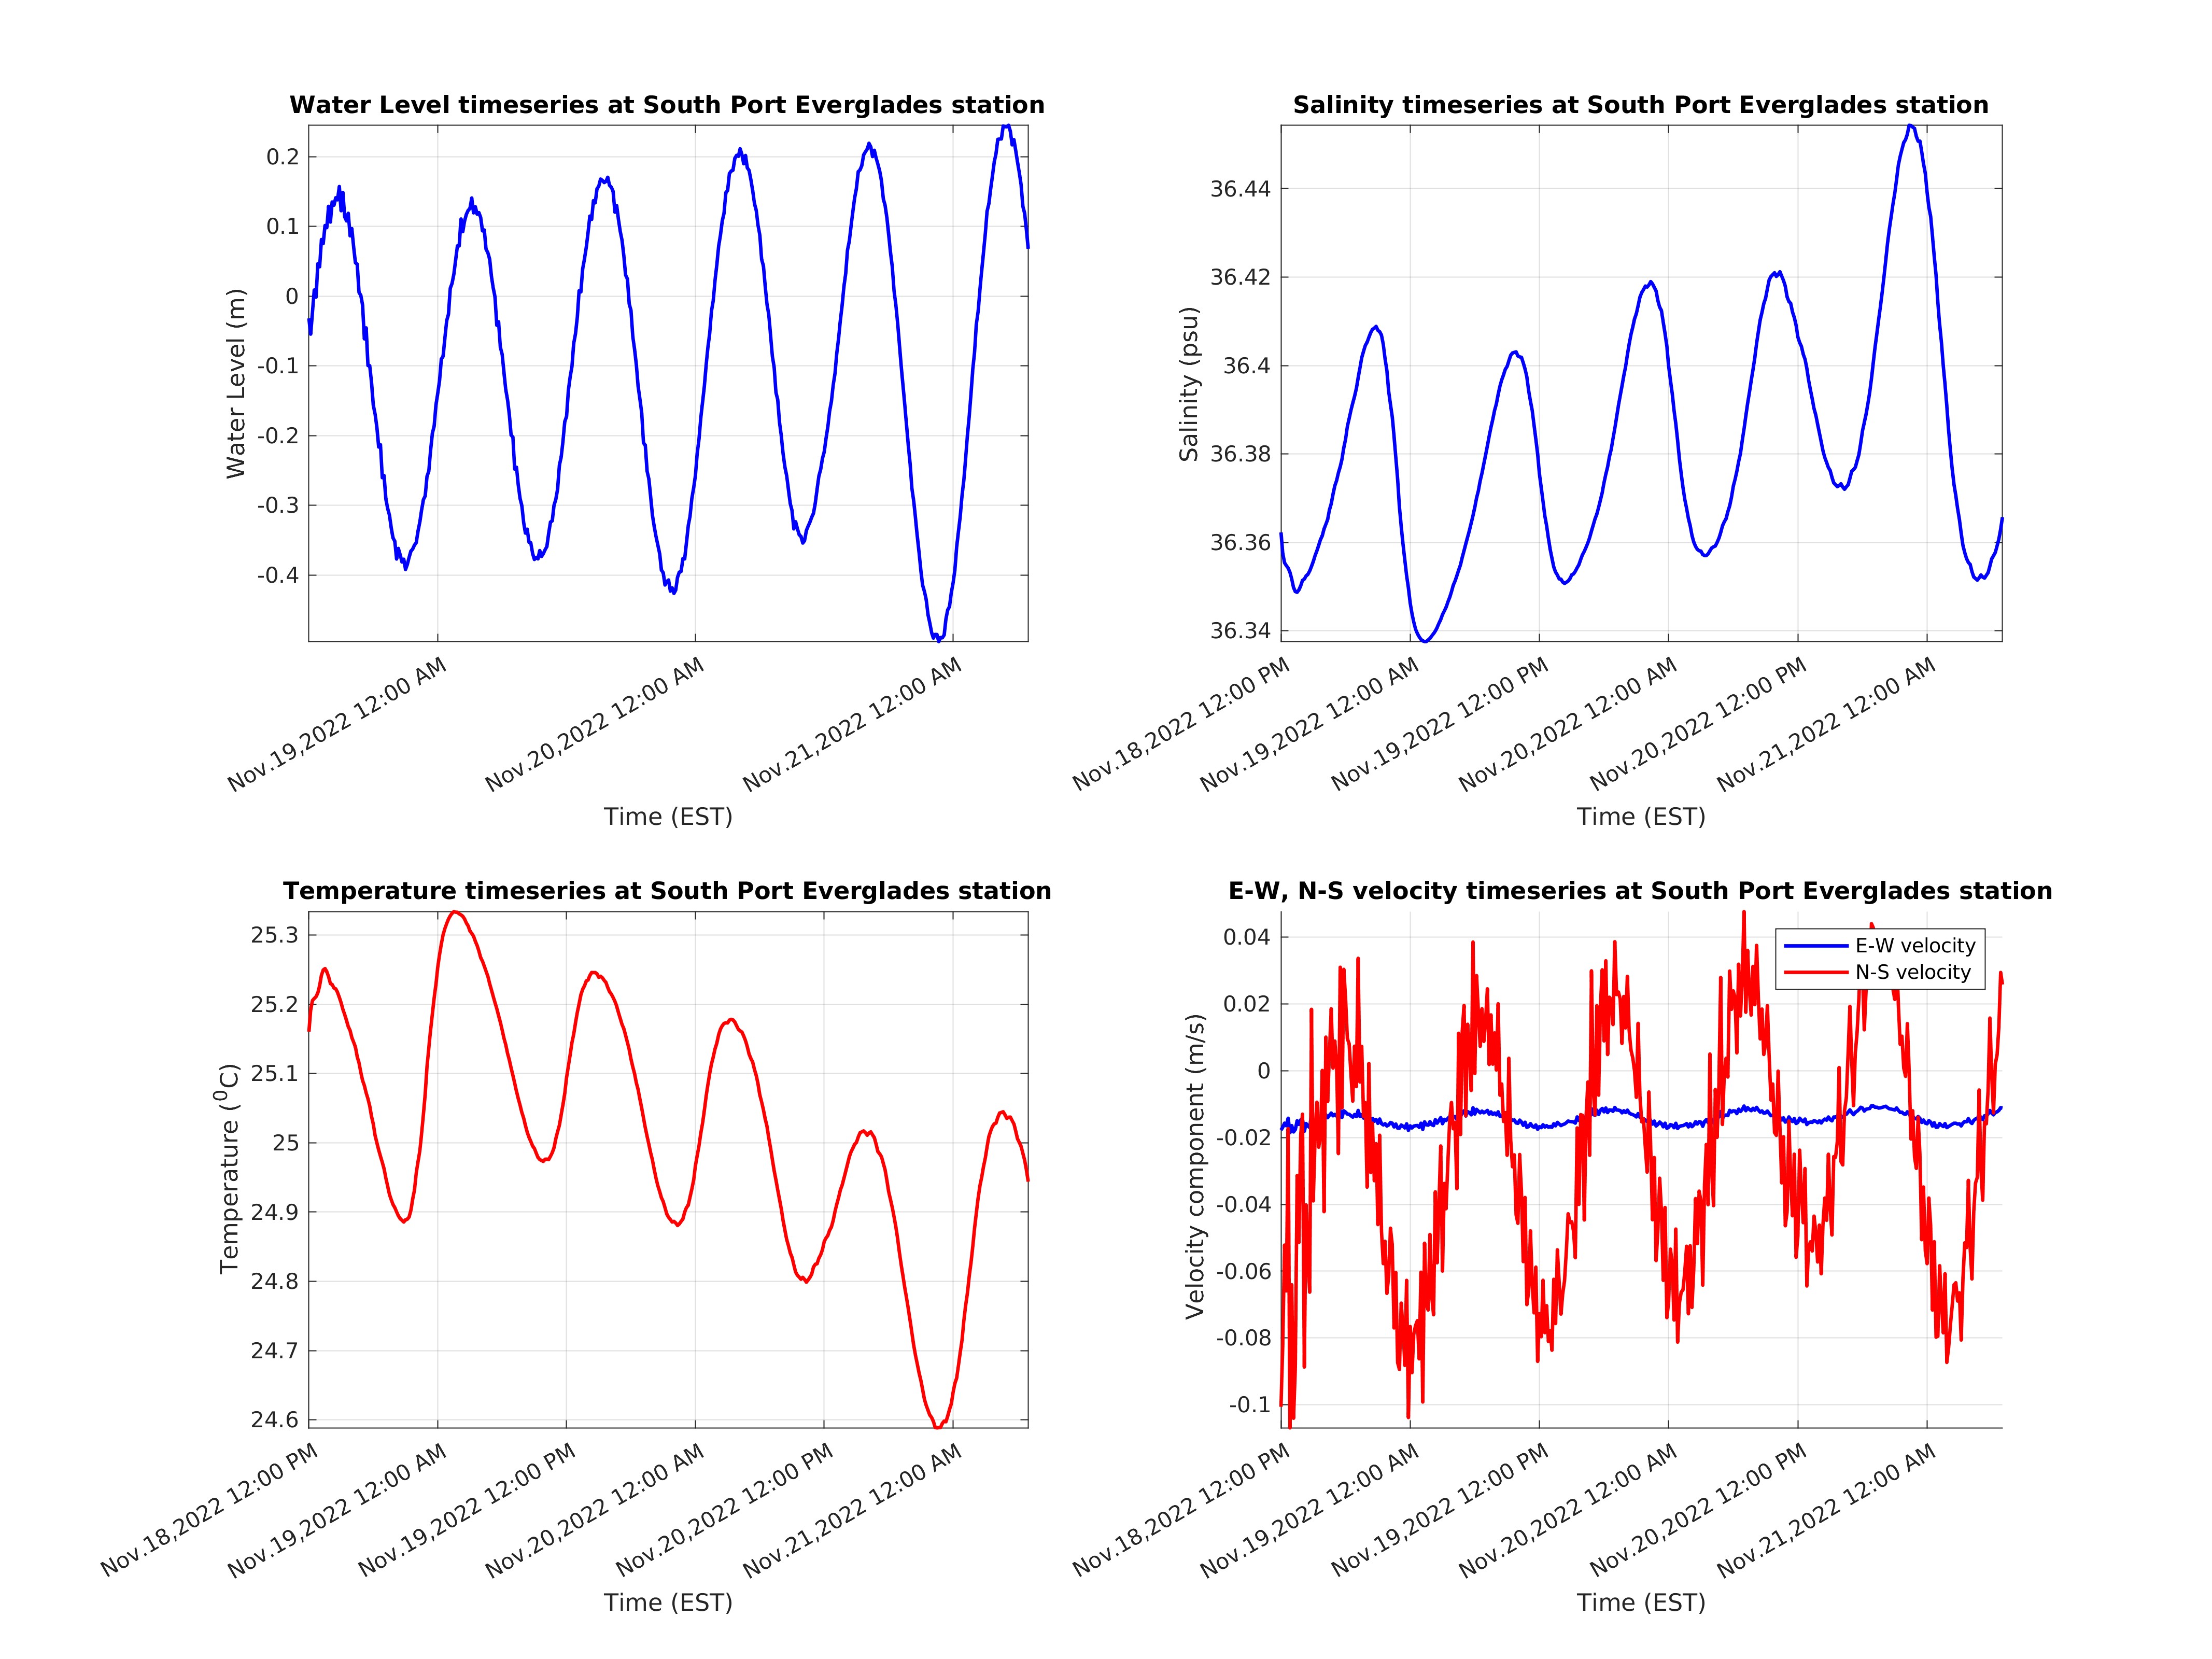 Water Level timeseries at South Port Everglades station
Water Level (m)
0.2
0.1
0
-0.1
-0.2
-0.3
-0.4
Nov.19,2022 12:00 AM
Nov.20,2022 12:00 AM
Nov.21,2022 12:00 AM
Time (EST)
Salinity timeseries at South Port Everglades station
Salinity (psu)
36.44
36.42
36.4
36.38
36.36
36.34
Nov.18,2022 12:00 PM
Nov.19,2022 12:00 AM
Nov.19,2022 12:00 PM
Nov.20,2022 12:00 AM
Nov.20,2022 12:00 PM
Nov.21,2022 12:00 AM
Time (EST)
Temperature timeseries at South Port Everglades station
Temperature (⁰C)
25.3
25.2
25.1
25
24.9
24.8
24.7
24.6
Nov.18,2022 12:00 PM
Nov.19,2022 12:00 AM
Nov.19,2022 12:00 PM
Nov.20,2022 12:00 AM
Nov.20,2022 12:00 PM
Nov.21,2022 12:00 AM
Time (EST)
E-W, N-S velocity timeseries at South Port Everglades station
Velocity component (m/s)
0.04
0.02
0
-0.02
-0.04
-0.06
-0.08
-0.1
E-W velocity
N-S velocity
Nov.18,2022 12:00 PM
Nov.19,2022 12:00 AM
Nov.19,2022 12:00 PM
Nov.20,2022 12:00 AM
Nov.20,2022 12:00 PM
Nov.21,2022 12:00 AM
Time (EST)